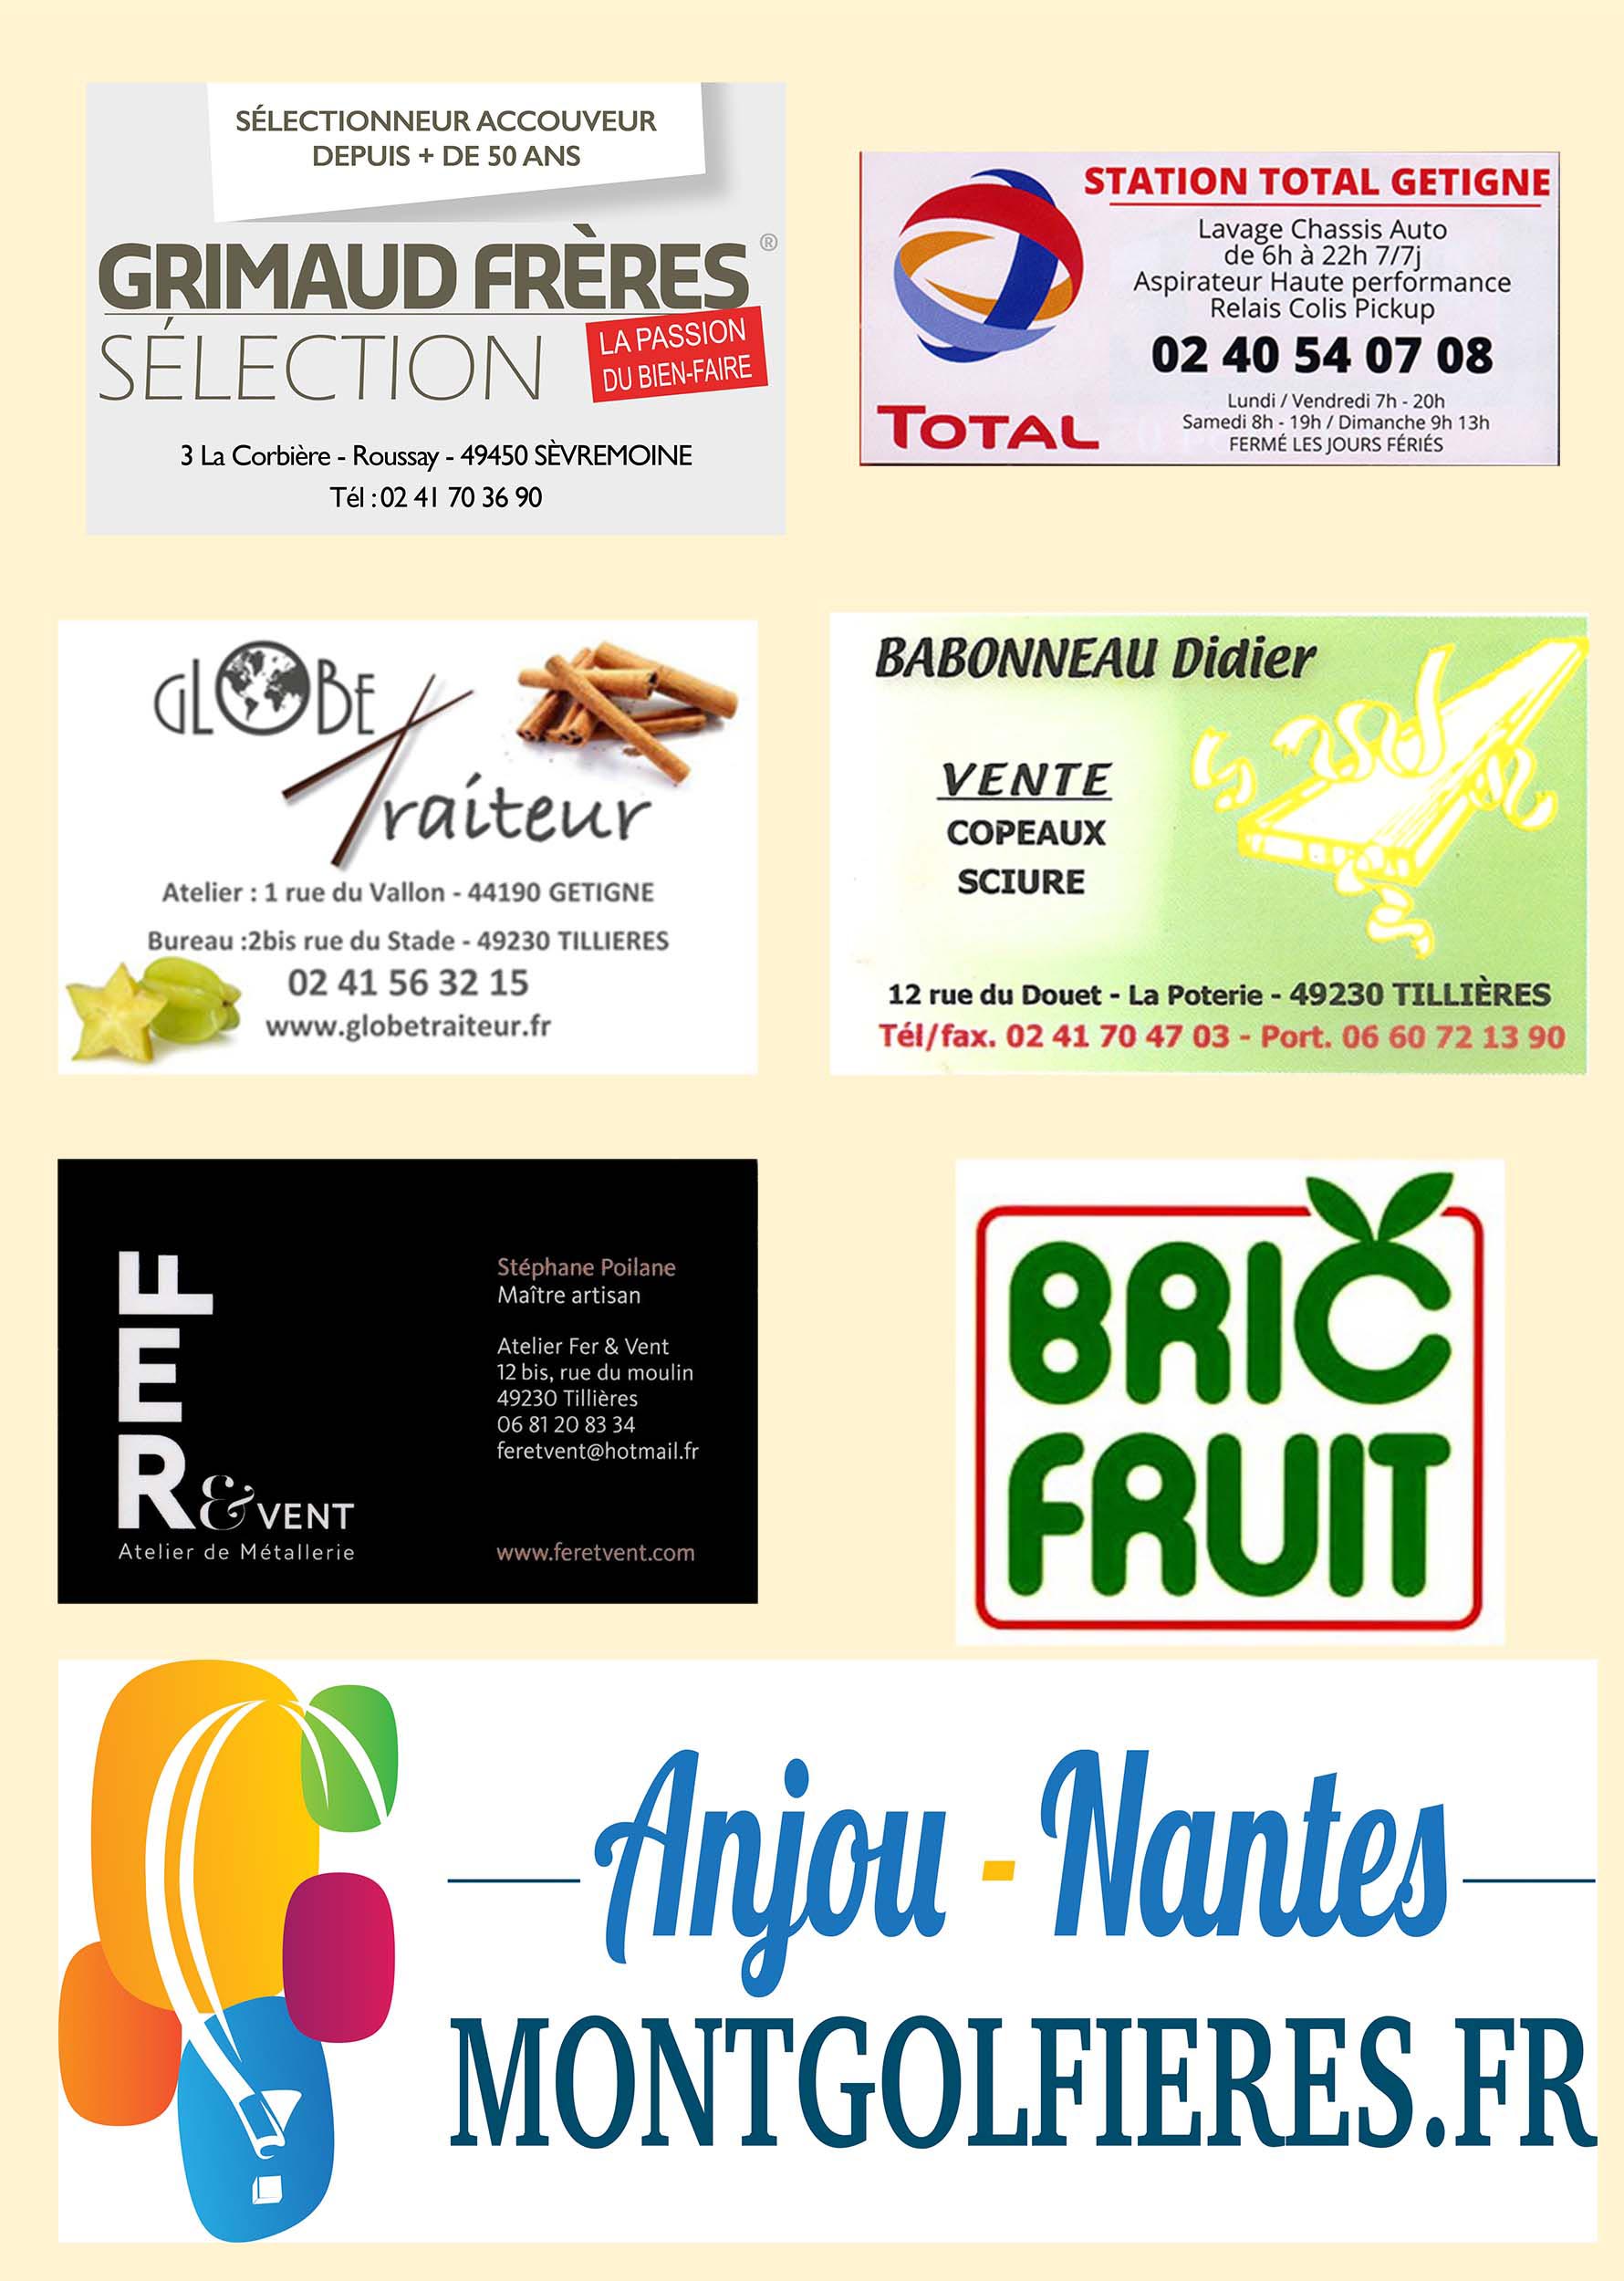 SÉLECTIONNEUR ACCOUVEUR
DEPUIS + DE 50 ANS
GRIMAUD FRÈRES ®
SÉLECTION
LA PASSION
DU BIEN-FAIRE
3 La Corbière - Roussay - 49450 SÈVREMOINE
Tél : 02 41 70 36 90
STATION TOTAL GETIGNE
Lavage Chassis Auto
de 6h à 22h 7/7j
Aspirateur Haute performance
Relais Colis Pickup
02 40 54 07 08
Lundi / Vendredi 7h - 20h
Samedi 8h - 19h / Dimanche 9h 13h
FERMÉ LES JOURS FÉRIÉS
TOTAL
GLOBE
Traiteur
Atelier : 1 rue du Vallon - 44190 GETIGNE
Bureau :2bis rue du Stade - 49230 TILLIERES
02 41 56 32 15
www.globetraiteur.fr
BABONNEAU Didier
VENTE
COPEAUX
SCIURE
12 rue du Douet - La Poterie - 49230 TILLIÈRES
Tél/fax. 02 41 70 47 03 - Port. 06 60 72 13 90
FER & VENT
Atelier de Métallerie
Stéphane Poilane
Maître artisan
Atelier Fer & Vent
12 bis, rue du moulin
49230 Tillières
06 81 20 83 34
feretvent@hotmail.fr
www.feretvent.com
BRIC
FRUIT
Anjou - Nantes
MONTGOLFIERES.FR